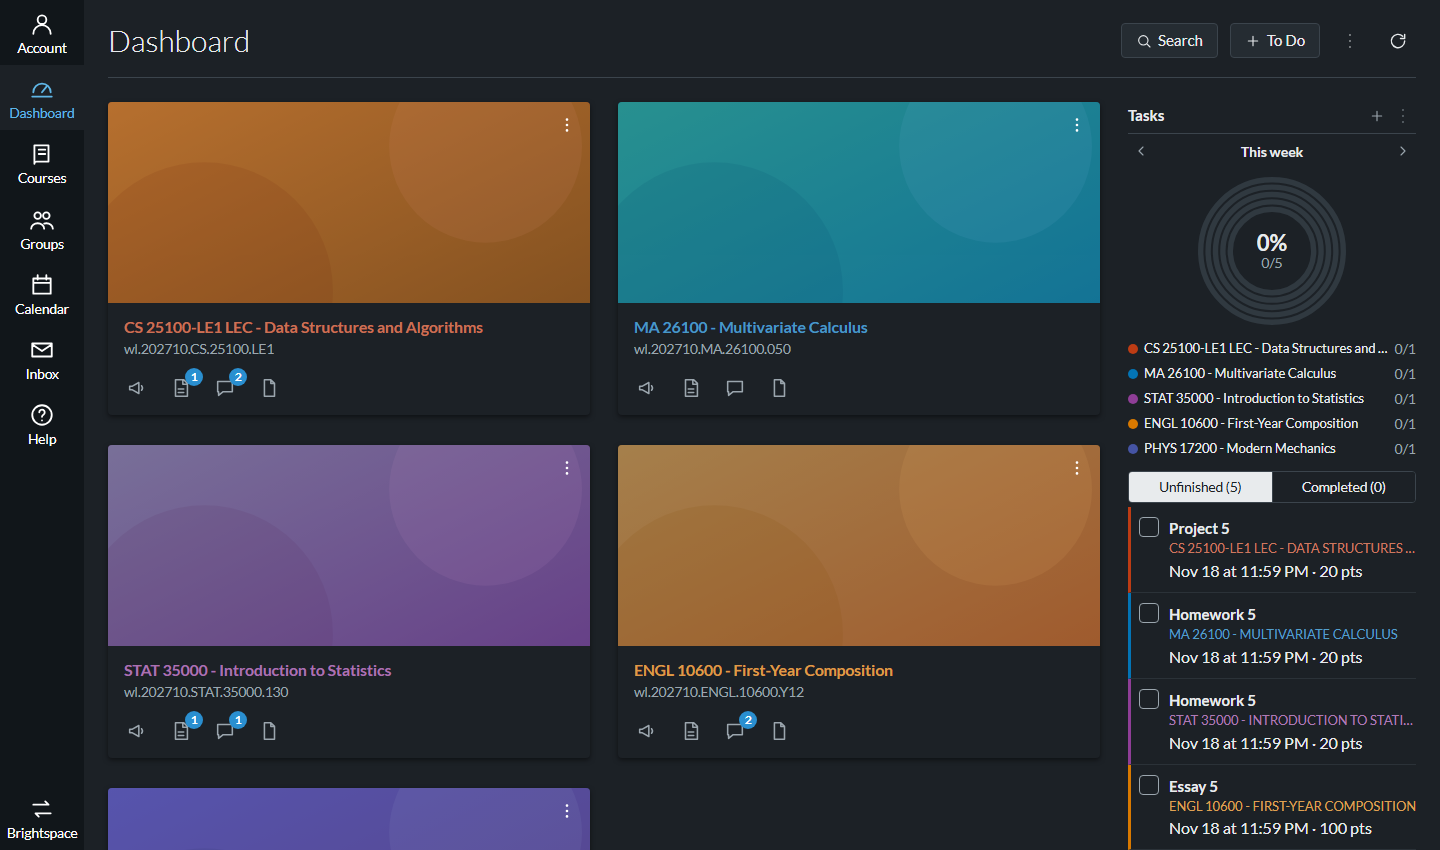 Account
Dashboard
Courses
Groups
Calendar
Inbox
Help
Brightspace
Dashboard
Search
To Do
CS 25100-LE1 LEC - Data Structures and Algorithms
wl.202710.CS.25100.LE1
1
2
MA 26100 - Multivariate Calculus
wl.202710.MA.26100.050
STAT 35000 - Introduction to Statistics
wl.202710.STAT.35000.130
1
1
ENGL 10600 - First-Year Composition
wl.202710.ENGL.10600.Y12
2
Tasks
This week
0%
0/5
CS 25100-LE1 LEC - Data Structures and ... 0/1
MA 26100 - Multivariate Calculus 0/1
STAT 35000 - Introduction to Statistics 0/1
ENGL 10600 - First-Year Composition 0/1
PHYS 17200 - Modern Mechanics 0/1
Unfinished (5) Completed (0)
Project 5
CS 25100-LE1 LEC - DATA STRUCTURES ...
Nov 18 at 11:59 PM · 20 pts
Homework 5
MA 26100 - MULTIVARIATE CALCULUS
Nov 18 at 11:59 PM · 20 pts
Homework 5
STAT 35000 - INTRODUCTION TO STATI...
Nov 18 at 11:59 PM · 20 pts
Essay 5
ENGL 10600 - FIRST-YEAR COMPOSITION
Nov 18 at 11:59 PM · 100 pts